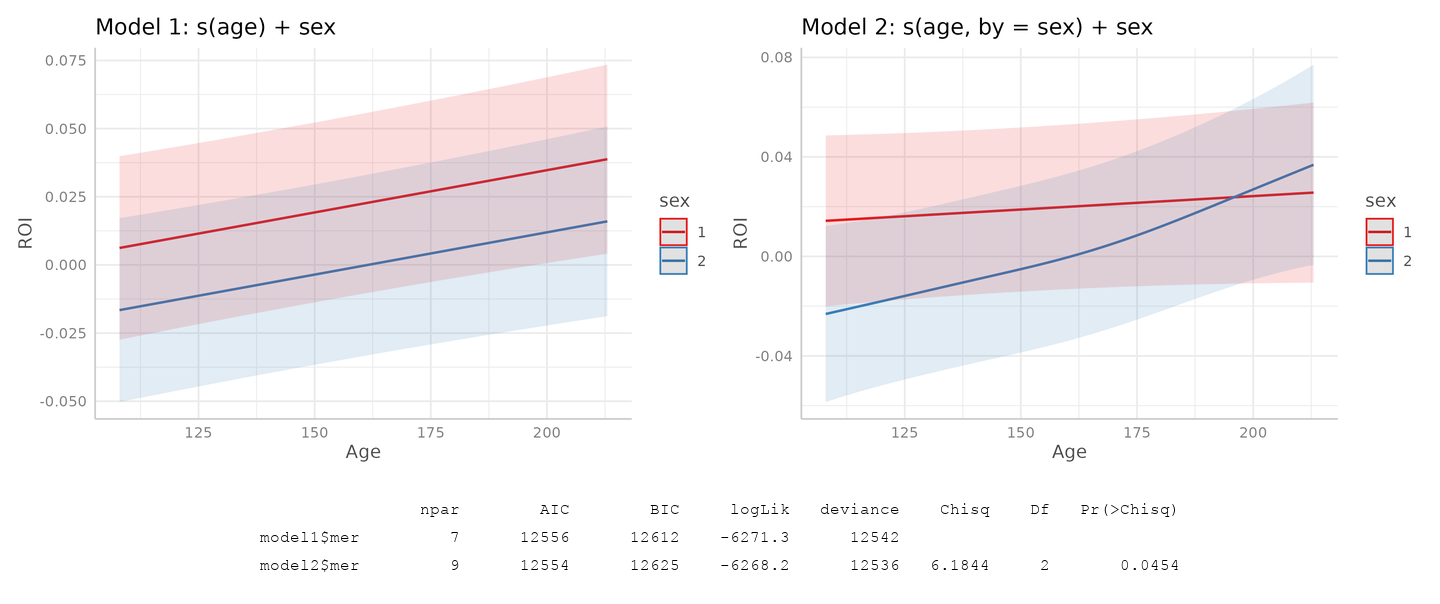 Model 1: s(age) + sex
0.075
0.050
0.025
0.000
-0.025
-0.050
ROI
125 150 175 200
Age
sex
1
2
Model 2: s(age, by = sex) + sex
0.08
0.04
0.00
-0.04
ROI
125 150 175 200
Age
sex
1
2
npar AIC BIC logLik deviance Chisq Df Pr(>Chisq)
model1$mer 7 12556 12612 -6271.3 12542
model2$mer 9 12554 12625 -6268.2 12536 6.1844 2 0.0454